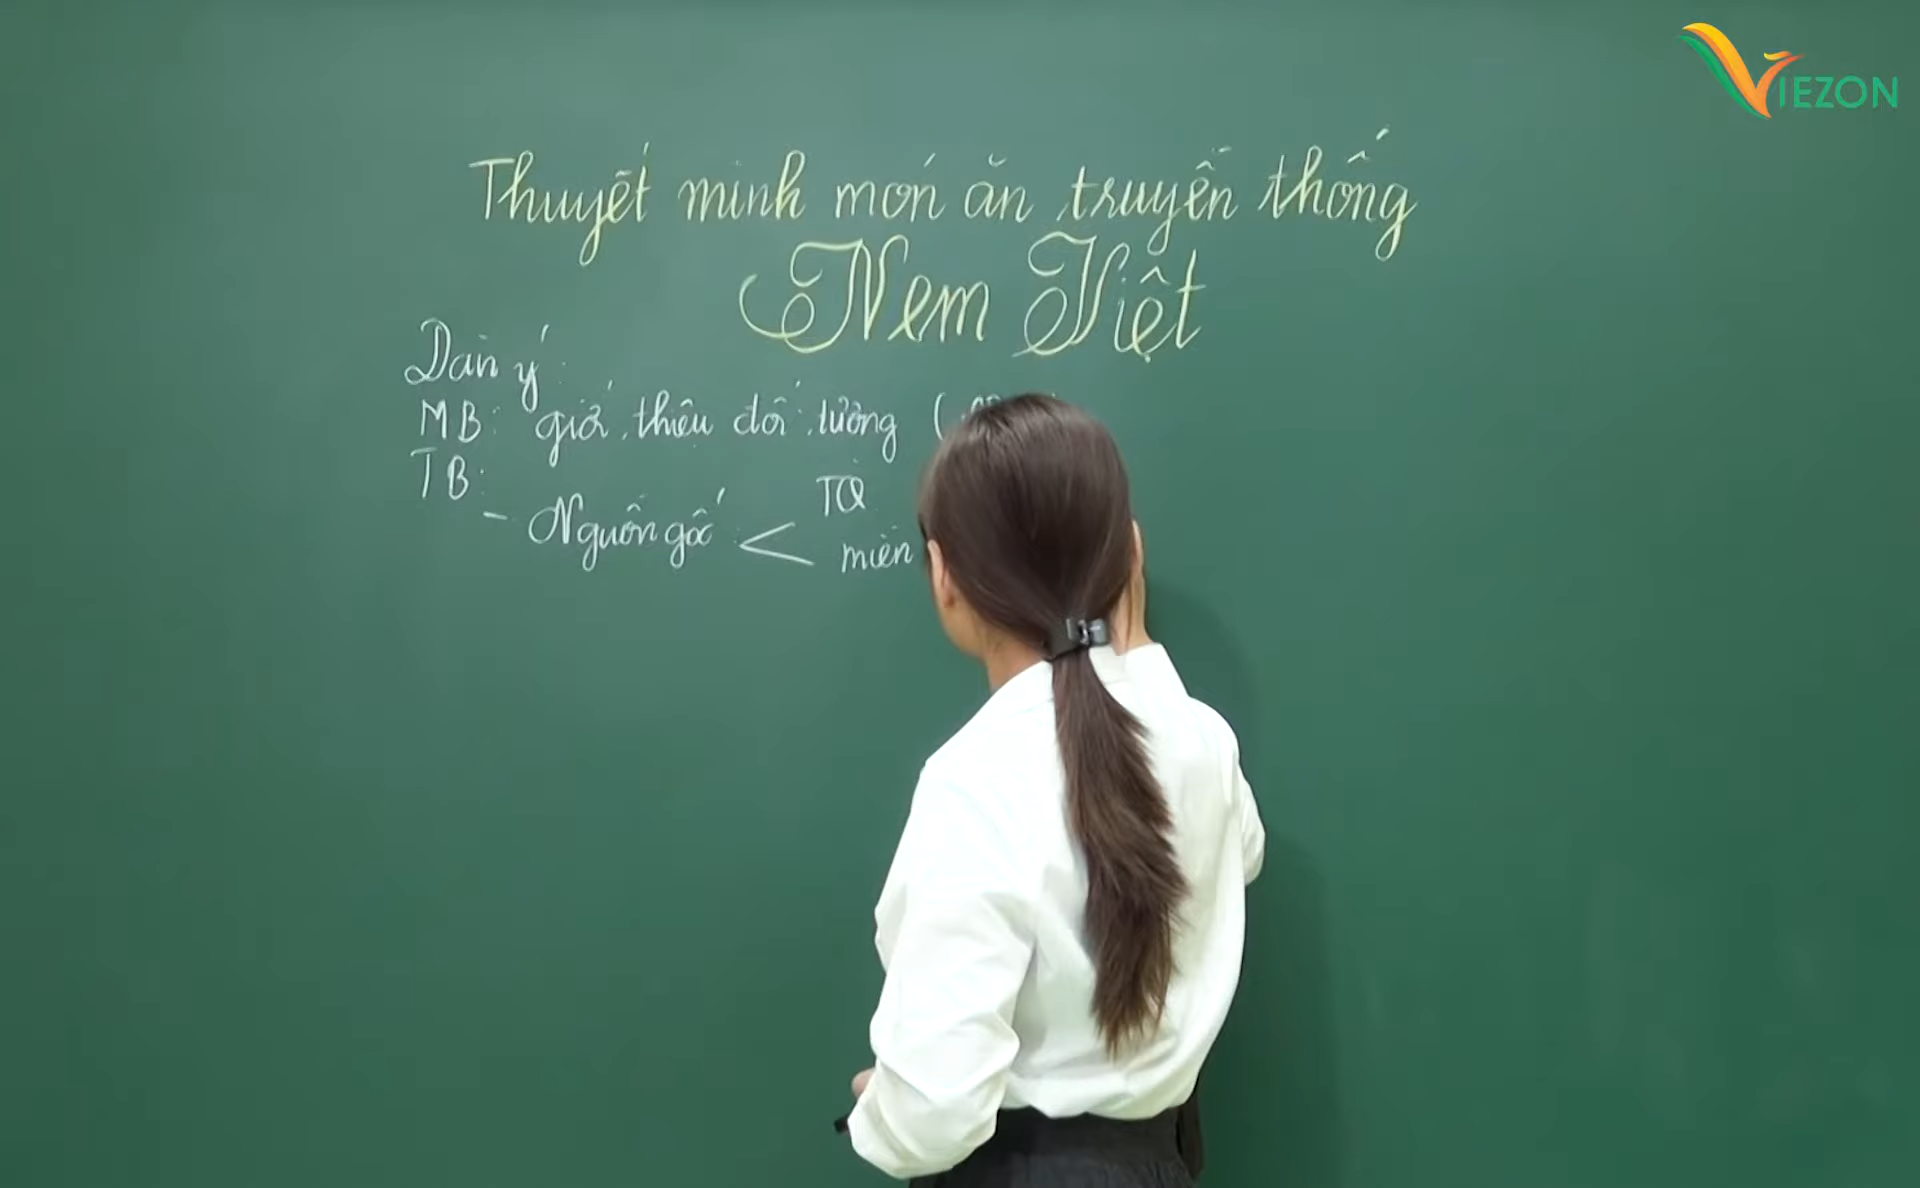 VIEZON
Thuyết minh món ăn truyền thống
Nem Việt
Dàn ý:
MB: giới thiệu đối tượng (
TB:
- Nguồn gốc < TQ
miền